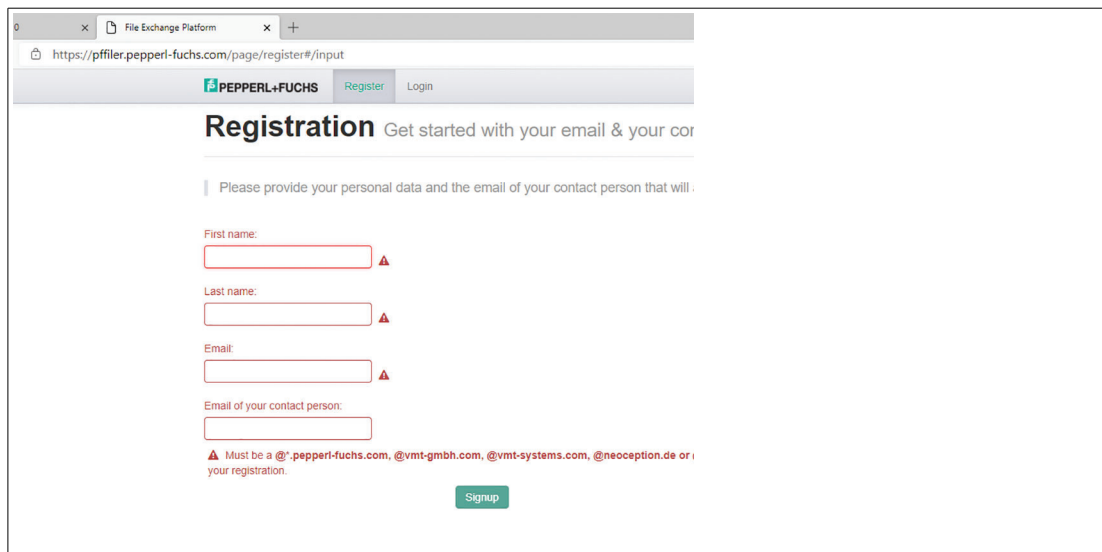 0
File Exchange Platform
https://pffiler.pepperl-fuchs.com/page/register#/input
PEPPERL+FUCHS Register Login
Registration Get started with your email & your cor
Please provide your personal data and the email of your contact person that will
First name:
Last name:
Email:
Email of your contact person:
Must be a @*.pepperl-fuchs.com, @vmt-gmbh.com, @vmt-systems.com, @neoception.de or
your registration.
Signup